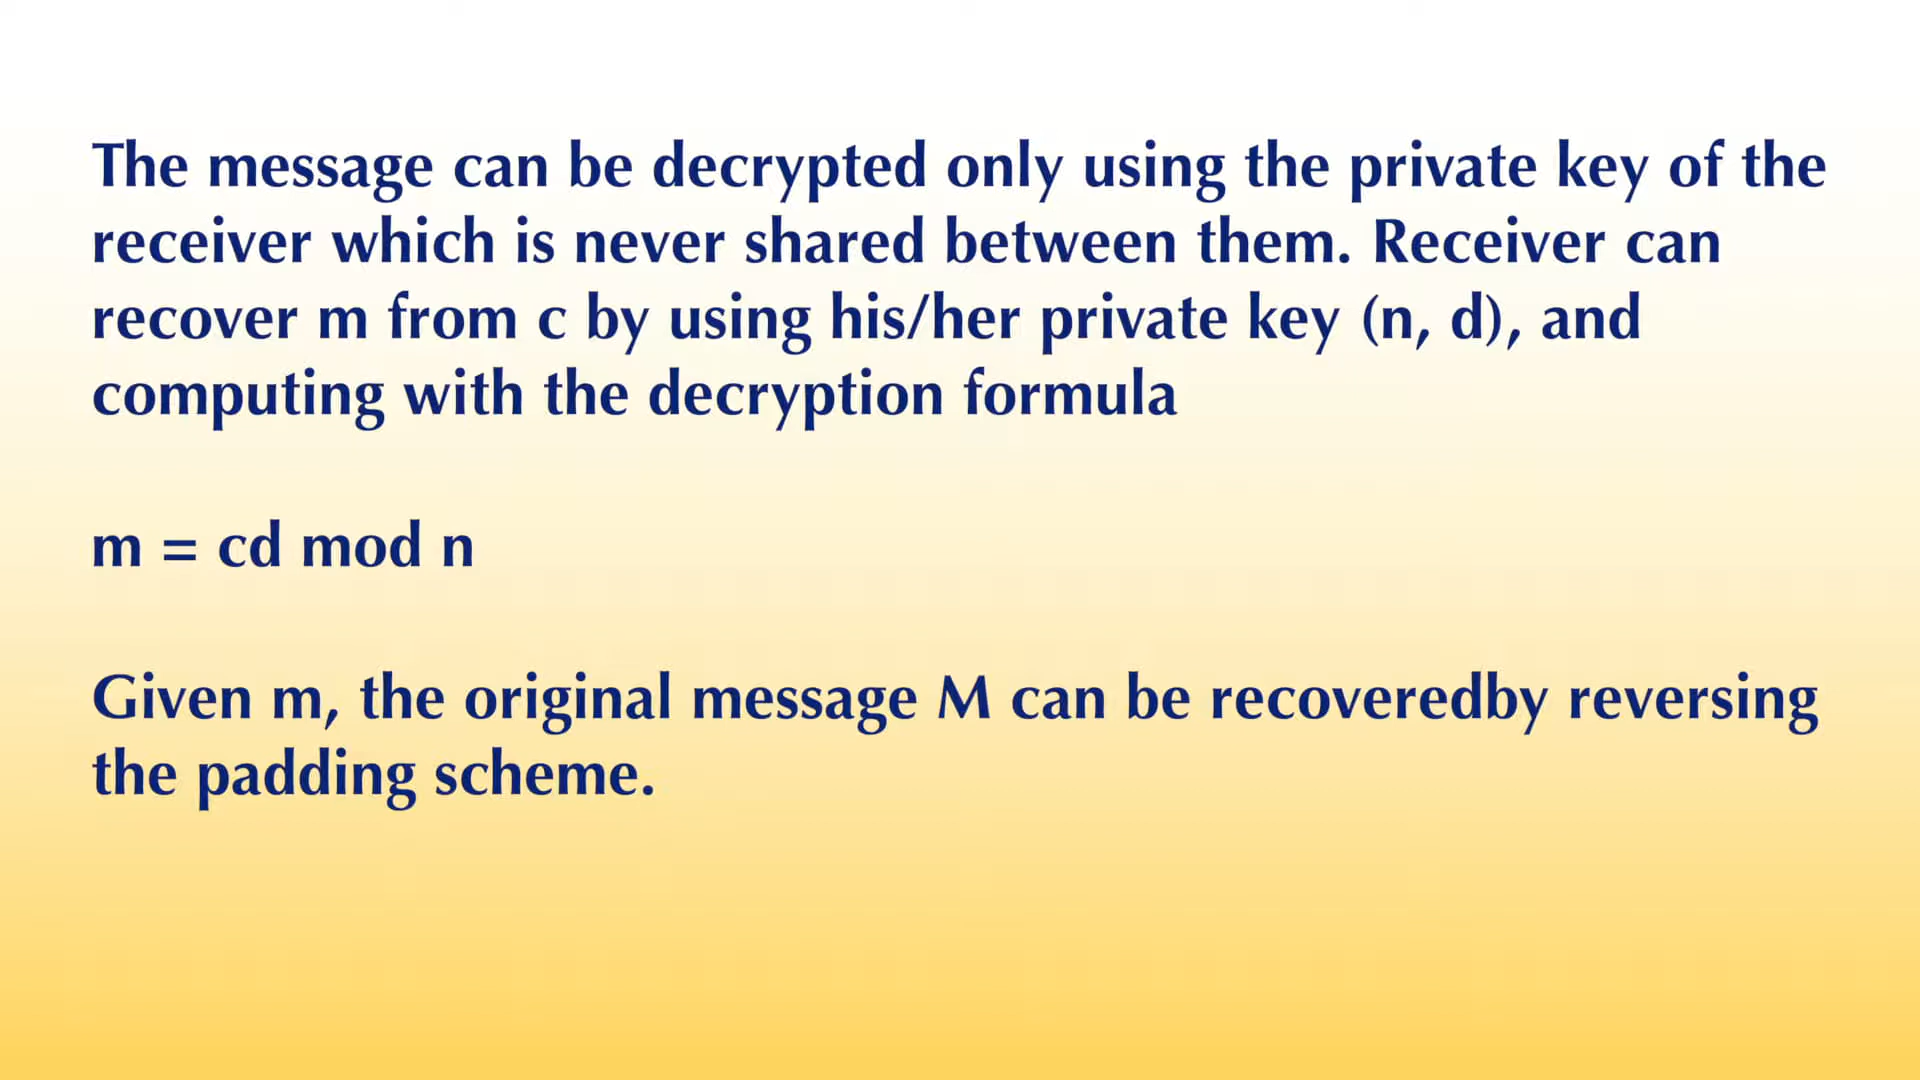 The message can be decrypted only using the private key of the
receiver which is never shared between them. Receiver can
recover m from c by using his/her private key (n, d), and
computing with the decryption formula
m = cd mod n
Given m, the original message M can be recoveredby reversing
the padding scheme.